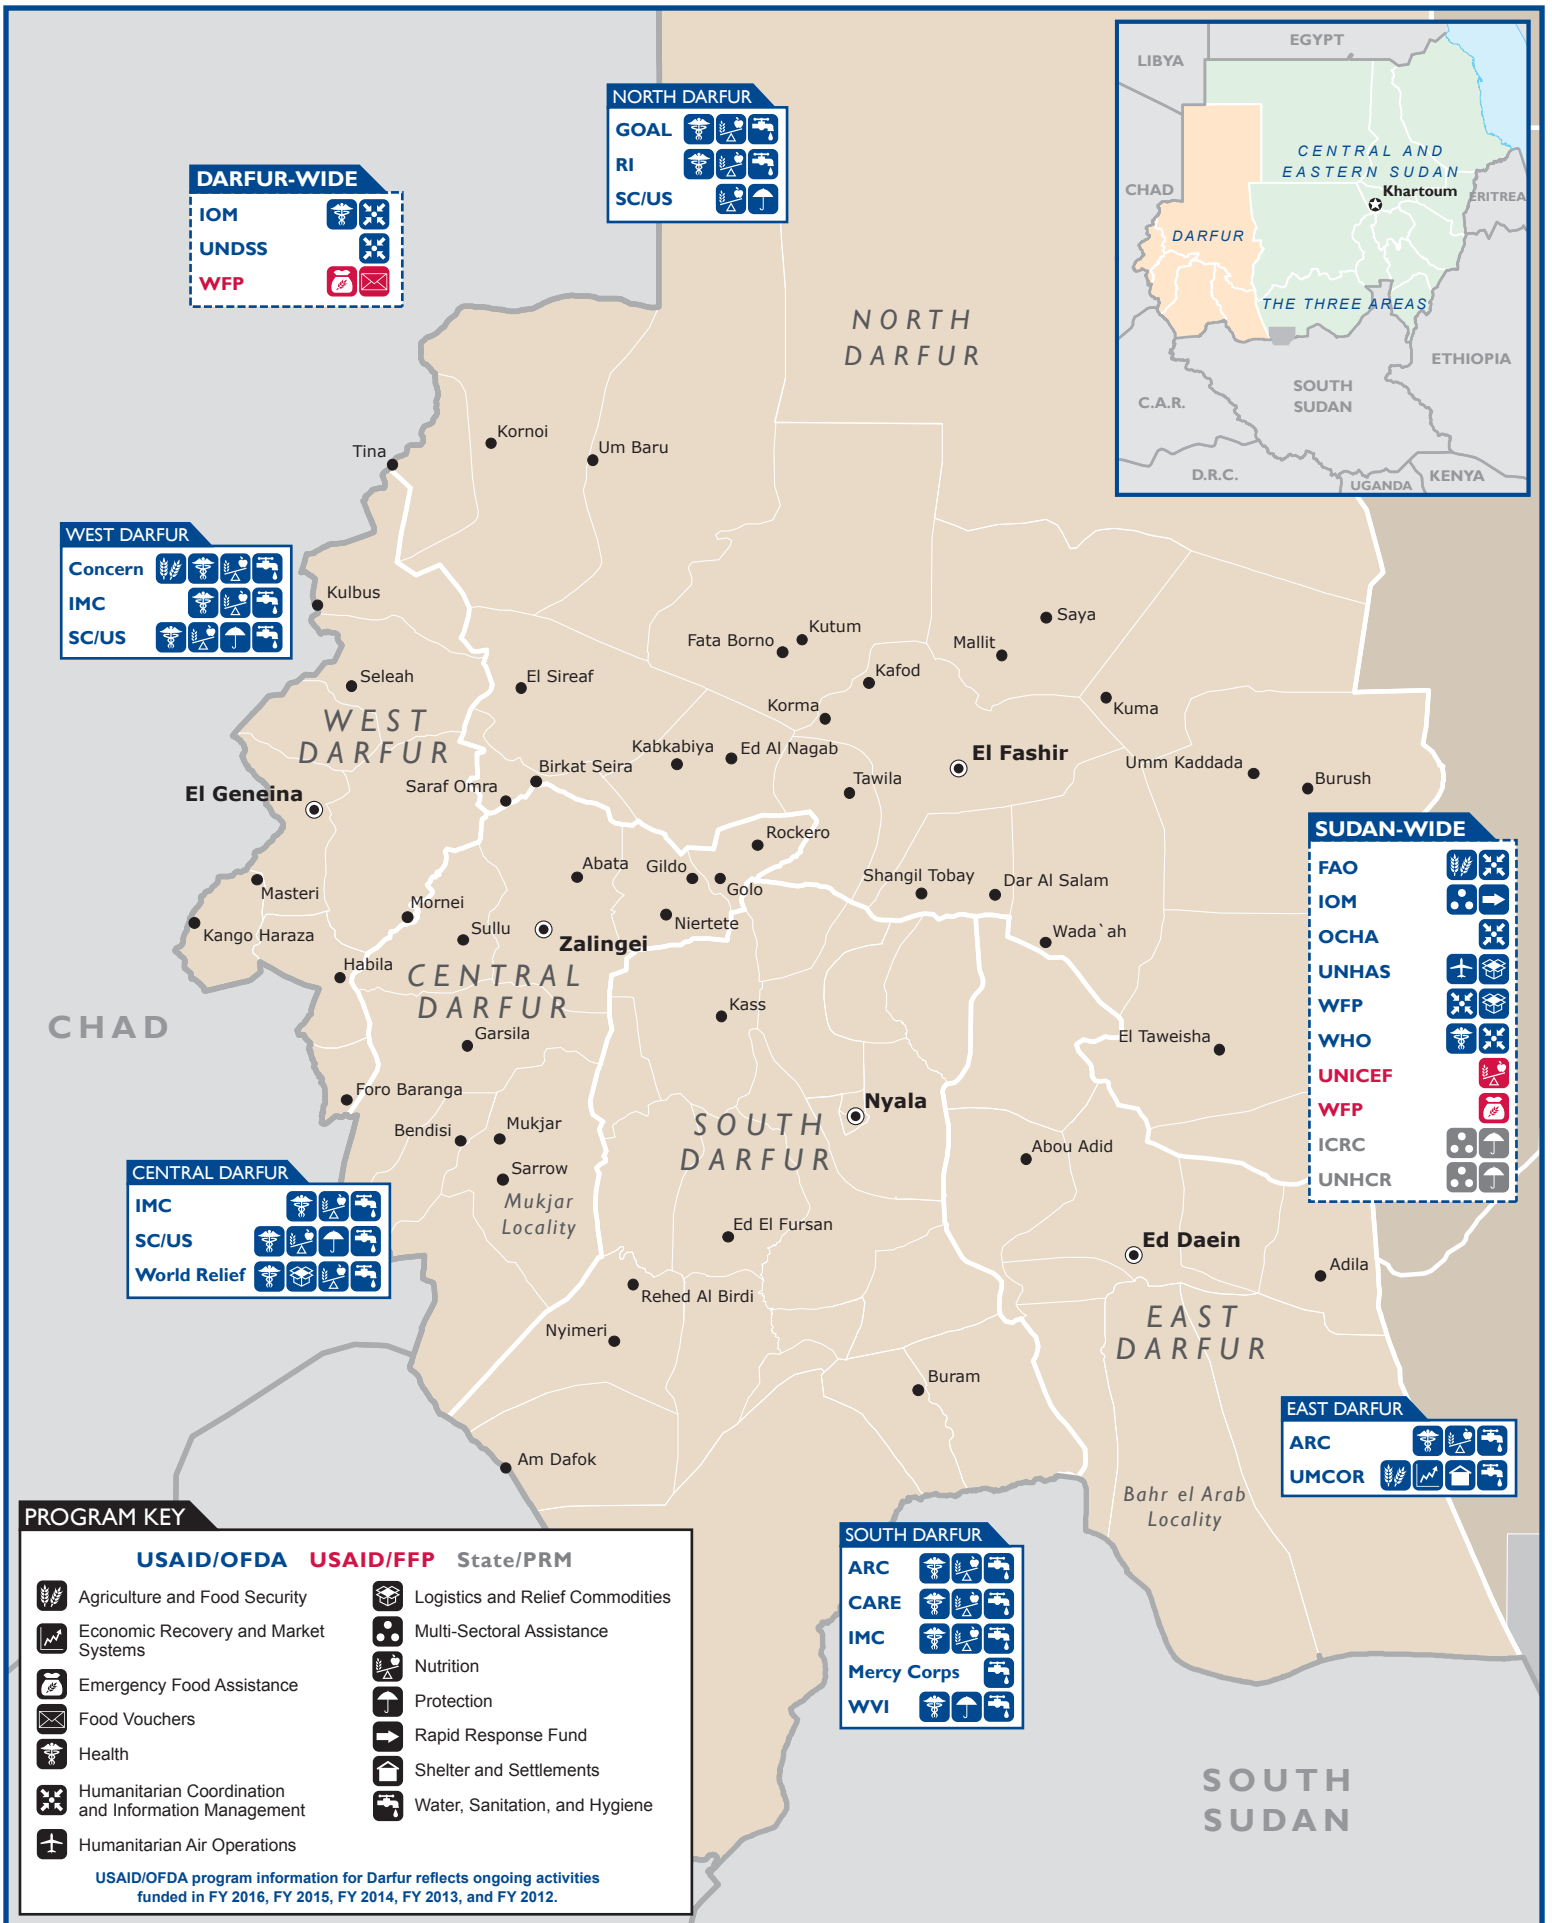 NORTH DARFUR
GOAL
RI
SC/US
DARFUR-WIDE
IOM
UNDSS
WFP
LIBYA
EGYPT
CENTRAL AND
EASTERN SUDAN
Khartoum
CHAD
ERITREA
DARFUR
THE THREE AREAS
ETHIOPIA
SOUTH
SUDAN
C.A.R.
D.R.C.
UGANDA
KENYA
NORTH
DARFUR
Kornoi
Um Baru
Tina
WEST DARFUR
Concern
IMC
SC/US
Kulbus
Saya
Kutum
Fata Borno
Mallit
Kafod
Seleah
El Sireaf
Korma
Kuma
WEST
DARFUR
Kabkabiya
Ed Al Nagab
El Fashir
Umm Kaddada
Birkat Seira
Tawila
Burush
Saraf Omra
El Geneina
Rockero
Abata
Gildo
Golo
Shangil Tobay
Dar Al Salam
Masteri
Mornei
Niertete
Kango Haraza
Sullu
Zalingei
Wada`ah
Habila
CENTRAL
DARFUR
Kass
CHAD
Garsila
El Taweisha
SUDAN-WIDE
FAO
IOM
OCHA
UNHAS
WFP
WHO
UNICEF
WFP
ICRC
UNHCR
Foro Baranga
Nyala
Bendisi
Mukjar
SOUTH
DARFUR
Abou Adid
Sarrow
Mukjar
Locality
CENTRAL DARFUR
IMC
SC/US
World Relief
Ed El Fursan
Ed Daein
Adila
Rehed Al Birdi
EAST
DARFUR
Nyimeri
Buram
EAST DARFUR
ARC
UMCOR
Am Dafok
Bahr el Arab
Locality
SOUTH DARFUR
ARC
CARE
IMC
Mercy Corps
WVI
SOUTH
SUDAN
PROGRAM KEY
USAID/OFDA USAID/FFP State/PRM
Agriculture and Food Security
Economic Recovery and Market
Systems
Emergency Food Assistance
Food Vouchers
Health
Humanitarian Coordination
and Information Management
Humanitarian Air Operations
Logistics and Relief Commodities
Multi-Sectoral Assistance
Nutrition
Protection
Rapid Response Fund
Shelter and Settlements
Water, Sanitation, and Hygiene
USAID/OFDA program information for Darfur reflects ongoing activities
funded in FY 2016, FY 2015, FY 2014, FY 2013, and FY 2012.